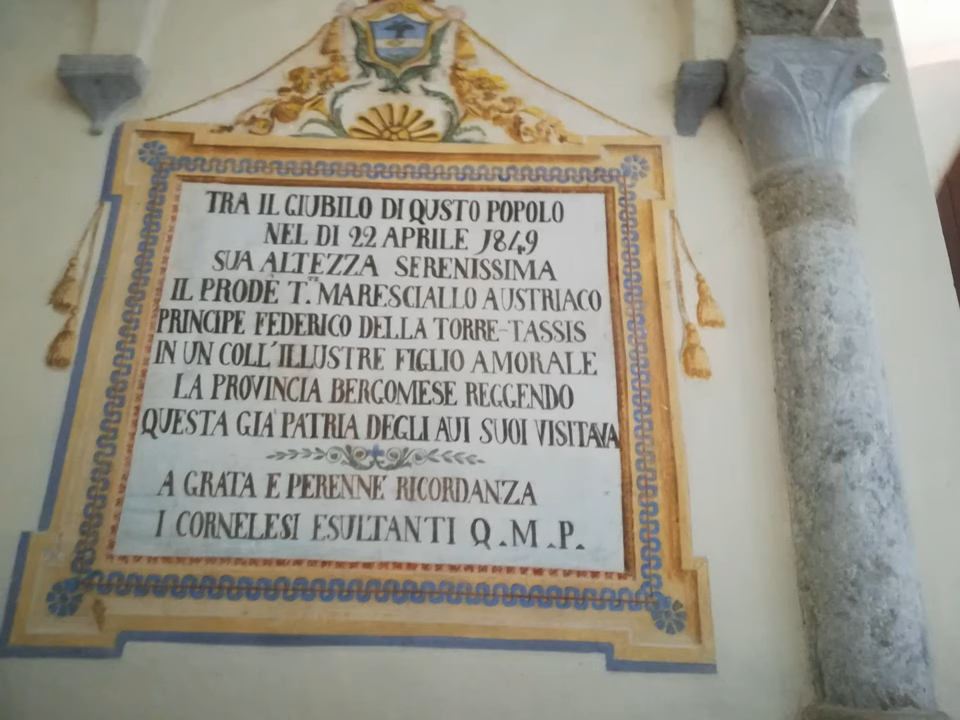 TRA IL GIUBILO DI QUSTO POPOLO
NEL DI 22 APRILE 1849
SUA ALTEZZA SERENISSIMA
IL PRODE T.TE MARESCIALLO AUSTRIACO
PRINCIPE FEDERICO DELLA TORRE-TASSIS
IN UN COLL'ILLUSTRE FIGLIO AMORALE
LA PROVINCIA BERGOMESE REGGENDO
QUESTA GIÀ PATRIA DEGLI AUI SUOI VISITAVA
A GRATA E PERENNE RICORDANZA
I CORNELESI ESULTANTI Q.M.P.